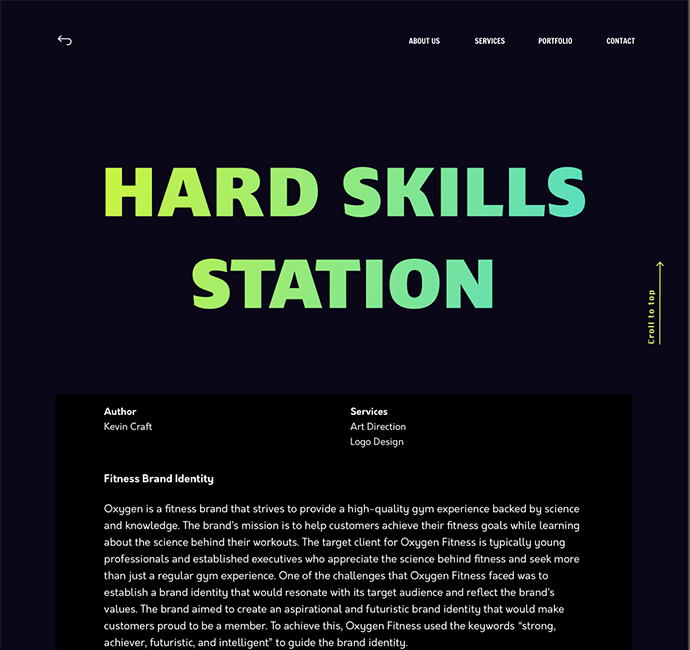 ABOUT US SERVICES PORTFOLIO CONTACT
HARD SKILLS
STATION
Croll to top
Author
Kevin Craft
Services
Art Direction
Logo Design
Fitness Brand Identity
Oxygen is a fitness brand that strives to provide a high-quality gym experience backed by science
and knowledge. The brand’s mission is to help customers achieve their fitness goals while learning
about the science behind their workouts. The target client for Oxygen Fitness is typically young
professionals and established executives who appreciate the science behind fitness and seek more
than just a regular gym experience. One of the challenges that Oxygen Fitness faced was to
establish a brand identity that would resonate with its target audience and reflect the brand’s
values. The brand aimed to create an aspirational and futuristic brand identity that would make
customers proud to be a member. To achieve this, Oxygen Fitness used the keywords “strong,
achiever, futuristic, and intelligent” to guide the brand identity.